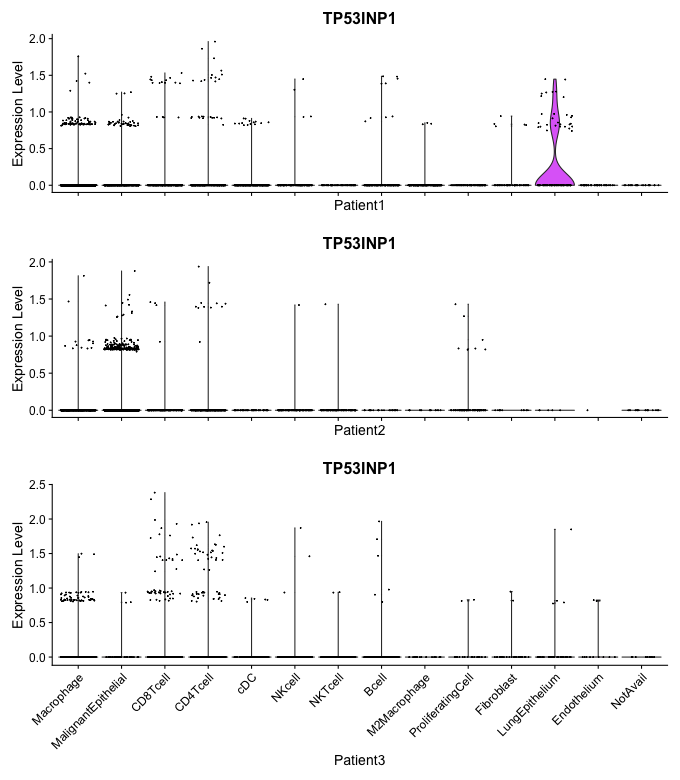 TP53INP1
Expression Level
2.0
1.5
1.0
0.5
0.0
Patient1
TP53INP1
Expression Level
2.0
1.5
1.0
0.5
0.0
Patient2
TP53INP1
Expression Level
2.5
2.0
1.5
1.0
0.5
0.0
Macrophage
MalignantEpithelial
CD8Tcell
CD4Tcell
cDC
NKcell
NKTcell
Bcell
M2Macrophage
ProliferatingCell
Fibroblast
LungEpithelium
Endothelium
NotAvail
Patient3